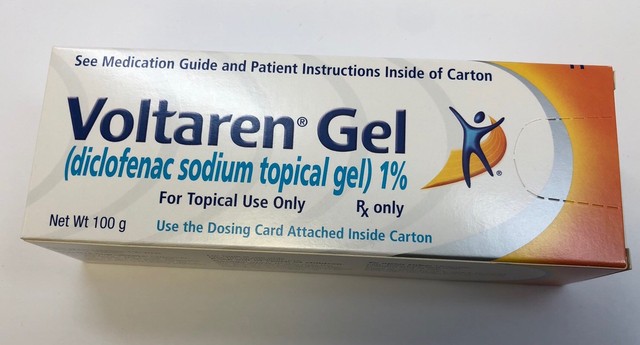 See Medication Guide and Patient Instructions Inside of Carton
Voltaren® Gel
(diclofenac sodium topical gel) 1%
For Topical Use Only ℞ only
Net Wt 100 g
Use the Dosing Card Attached Inside Carton